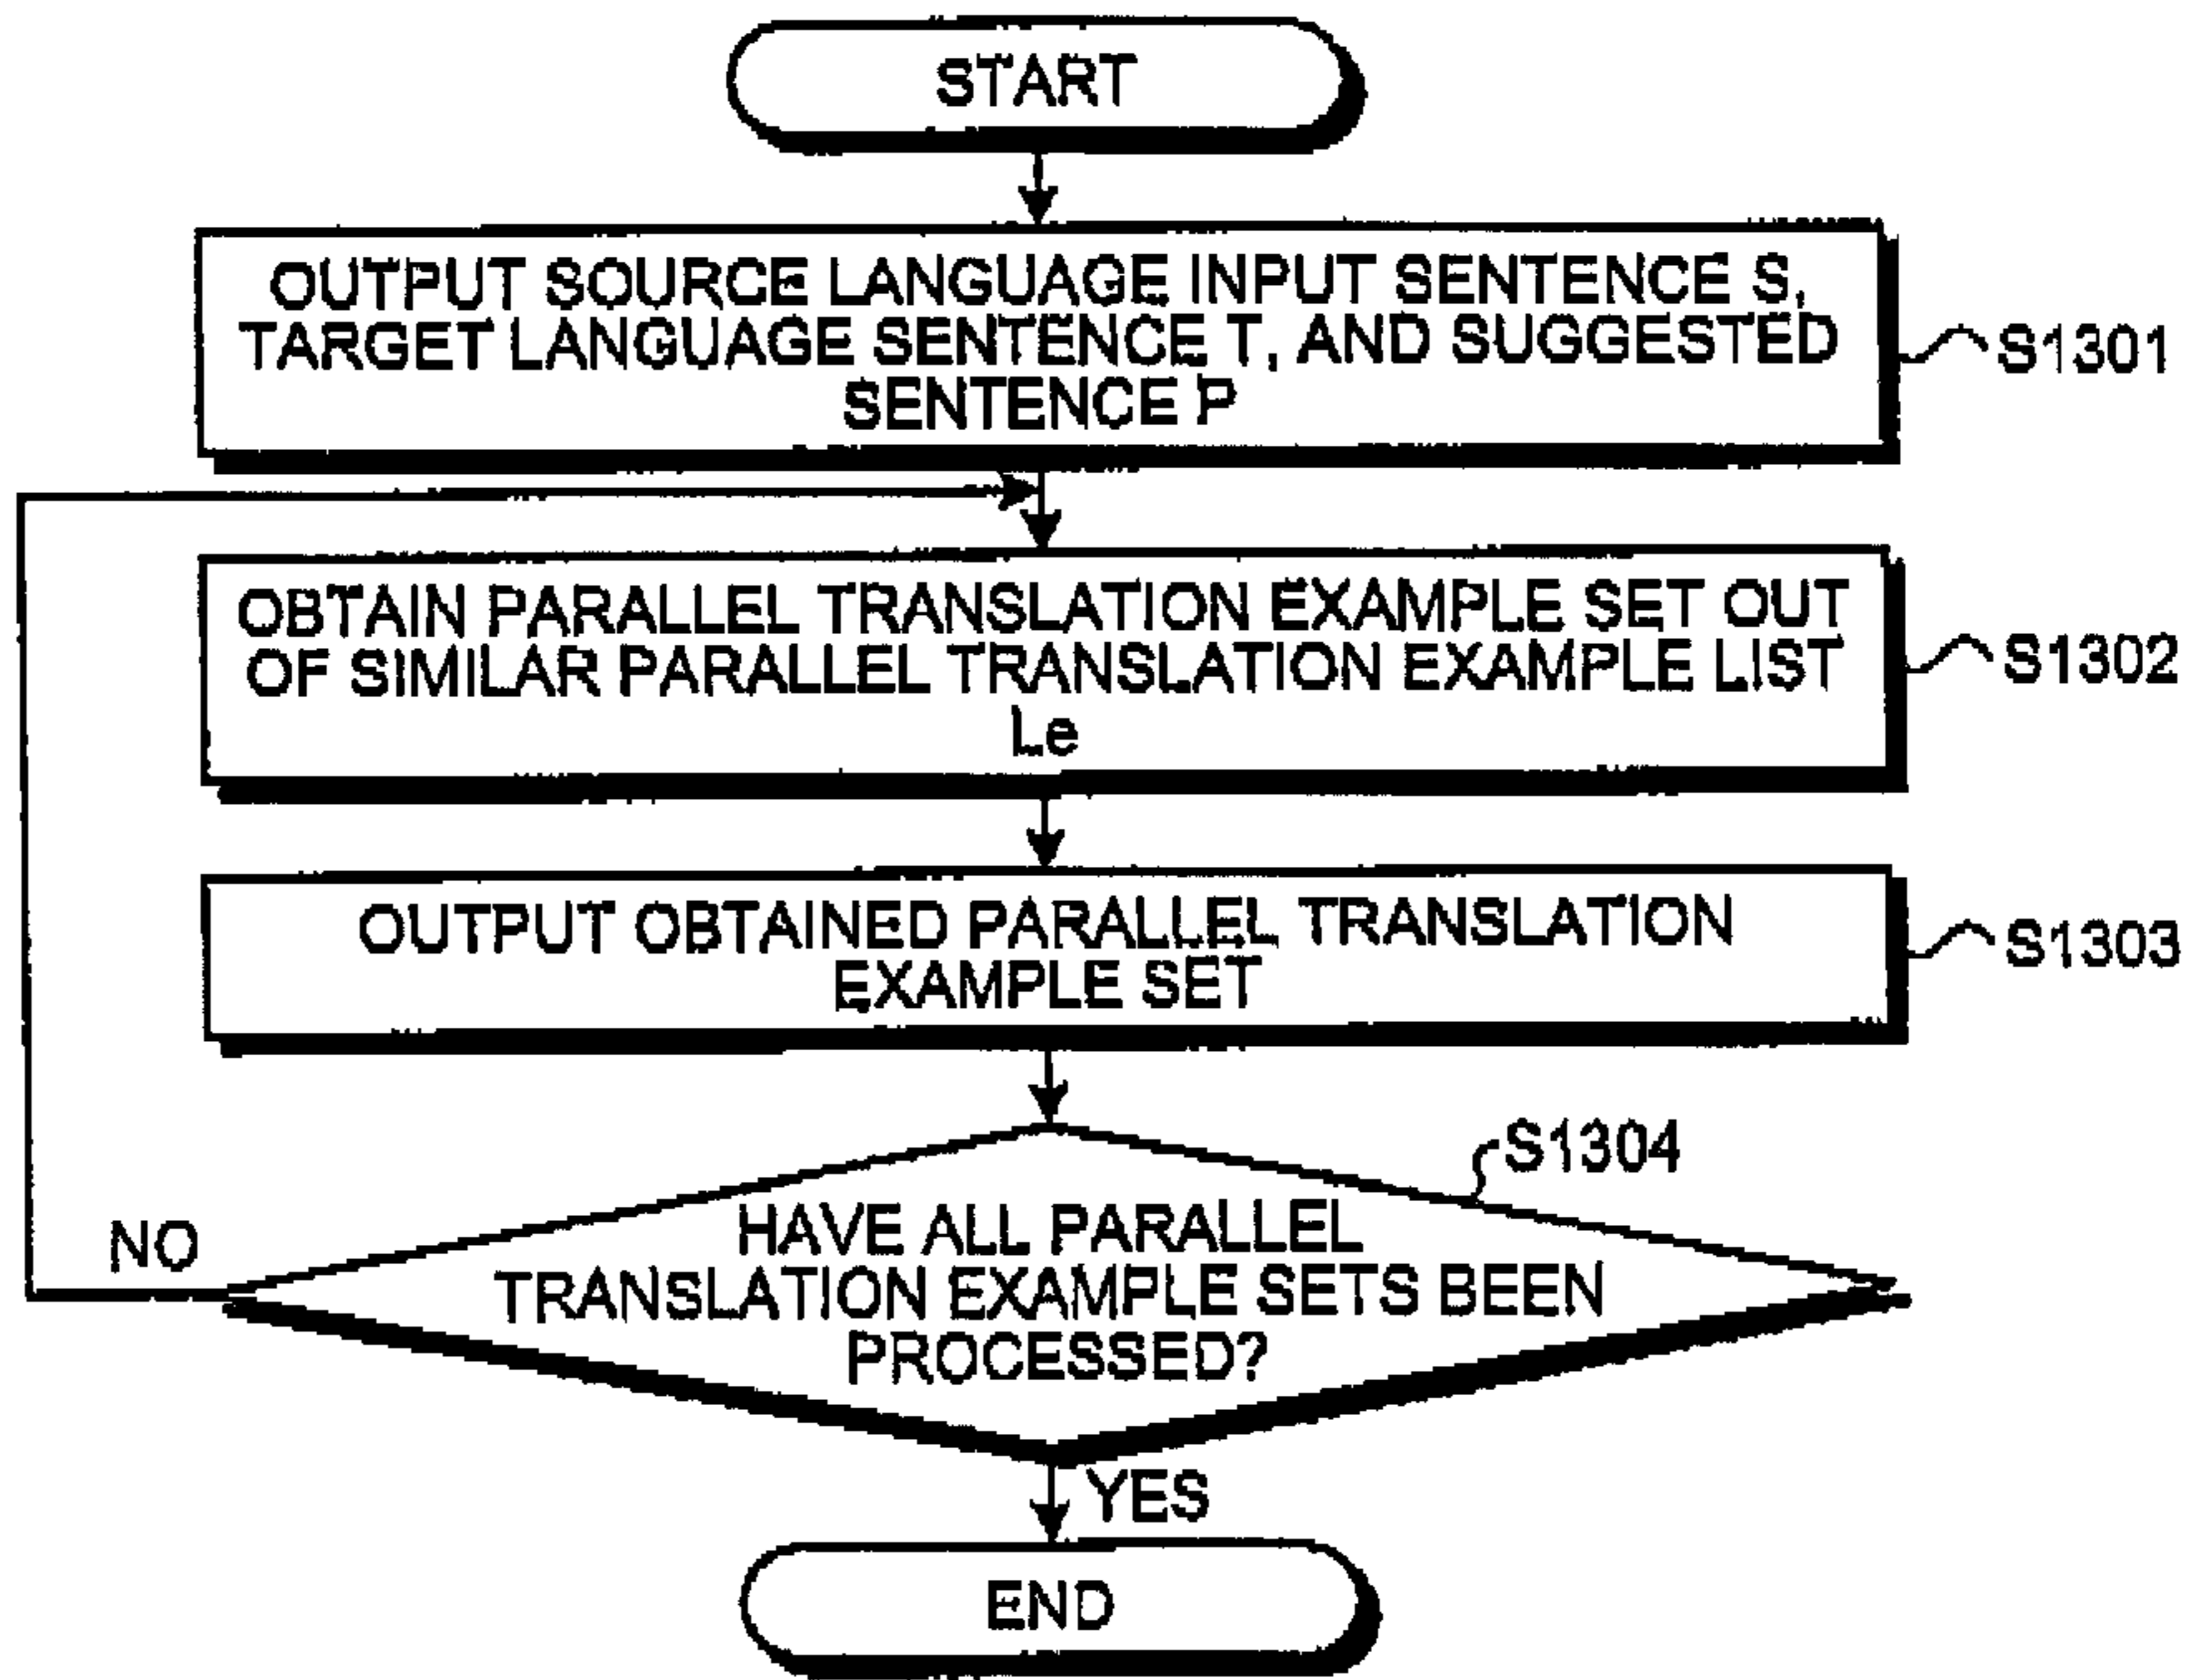 START
OUTPUT SOURCE LANGUAGE INPUT SENTENCE S,
TARGET LANGUAGE SENTENCE T, AND SUGGESTED
SENTENCE P
S1301
OBTAIN PARALLEL TRANSLATION EXAMPLE SET OUT
OF SIMILAR PARALLEL TRANSLATION EXAMPLE LIST
Le
S1302
OUTPUT OBTAINED PARALLEL TRANSLATION
EXAMPLE SET
S1303
S1304
HAVE ALL PARALLEL
TRANSLATION EXAMPLE SETS BEEN
PROCESSED?
NO
YES
END